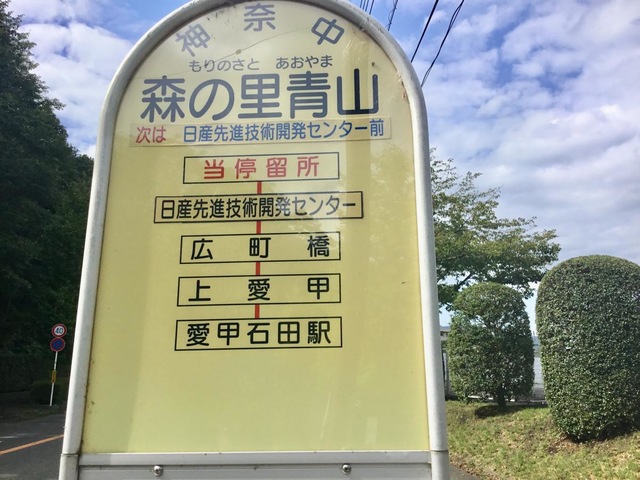 神奈中
もりのさと あおやま
森の里青山
次は 日産先進技術開発センター前
当停留所
日産先進技術開発センター
広町橋
上愛甲
愛甲石田駅
40